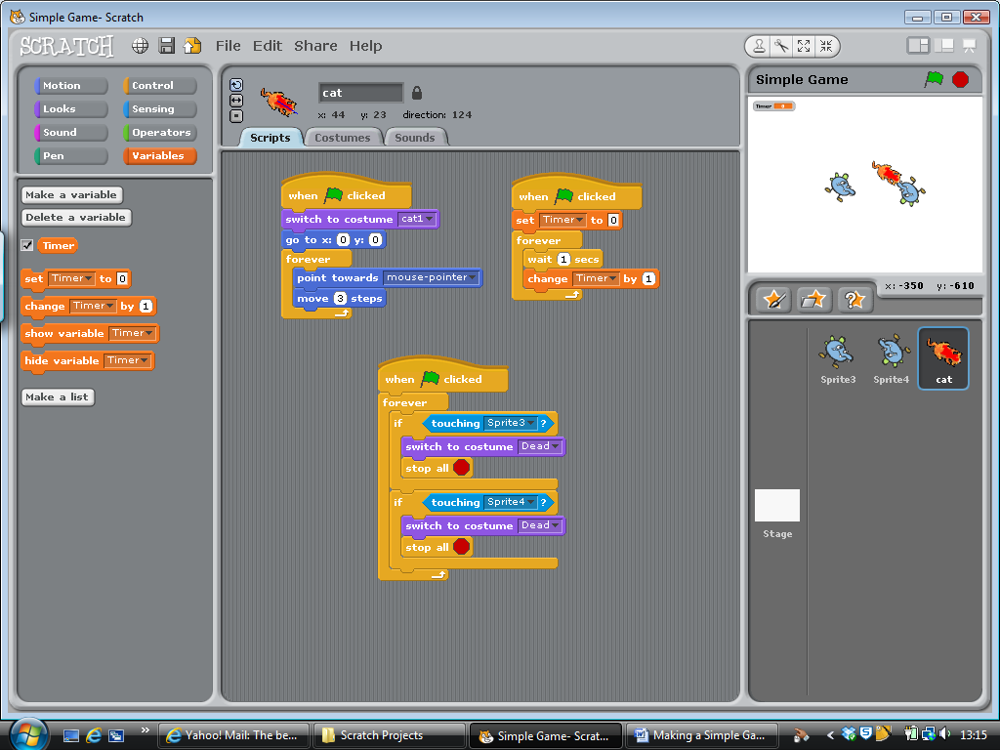 Simple Game- Scratch
SCRATCH
File Edit Share Help
Motion Control
Looks Sensing
Sound Operators
Pen Variables
Make a variable
Delete a variable
Timer
set Timer to 0
change Timer by 1
show variable Timer
hide variable Timer
Make a list
cat
x: 44 y: 23 direction: 124
Scripts Costumes Sounds
when clicked
switch to costume cat1
go to x: 0 y: 0
forever
point towards mouse-pointer
move 3 steps
when clicked
set Timer to 0
forever
wait 1 secs
change Timer by 1
when clicked
forever
if touching Sprite3 ?
switch to costume Dead
stop all
if touching Sprite4 ?
switch to costume Dead
stop all
Simple Game
Timer
x: -350 y: -610
Sprite3 Sprite4 cat
Stage
Yahoo! Mail: The be... Scratch Projects Simple Game- Scrat... Making a Simple Ga... 13:15